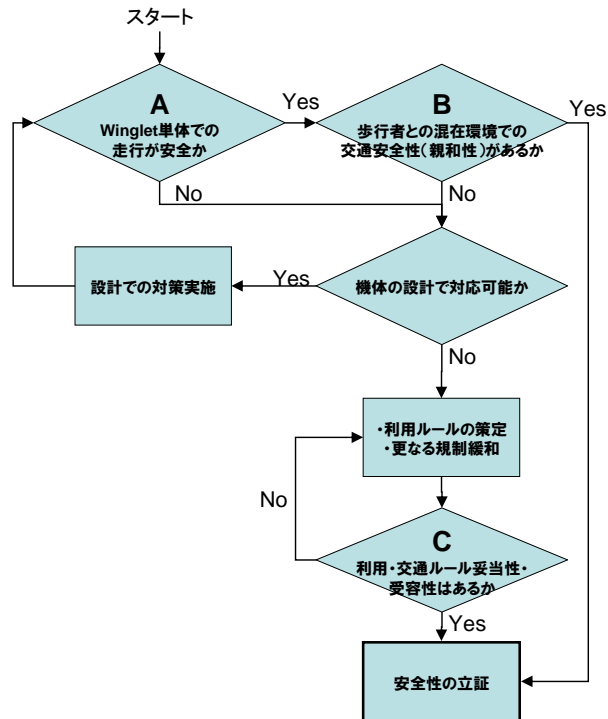 スタート
A
Winglet単体での
走行が安全か
Yes
B
歩行者との混在環境での
交通安全性（親和性）があるか
Yes
No
No
設計での対策実施
Yes
機体の設計で対応可能か
No
・利用ルールの策定
・更なる規制緩和
No
C
利用・交通ルール妥当性・
受容性はあるか
Yes
安全性の立証